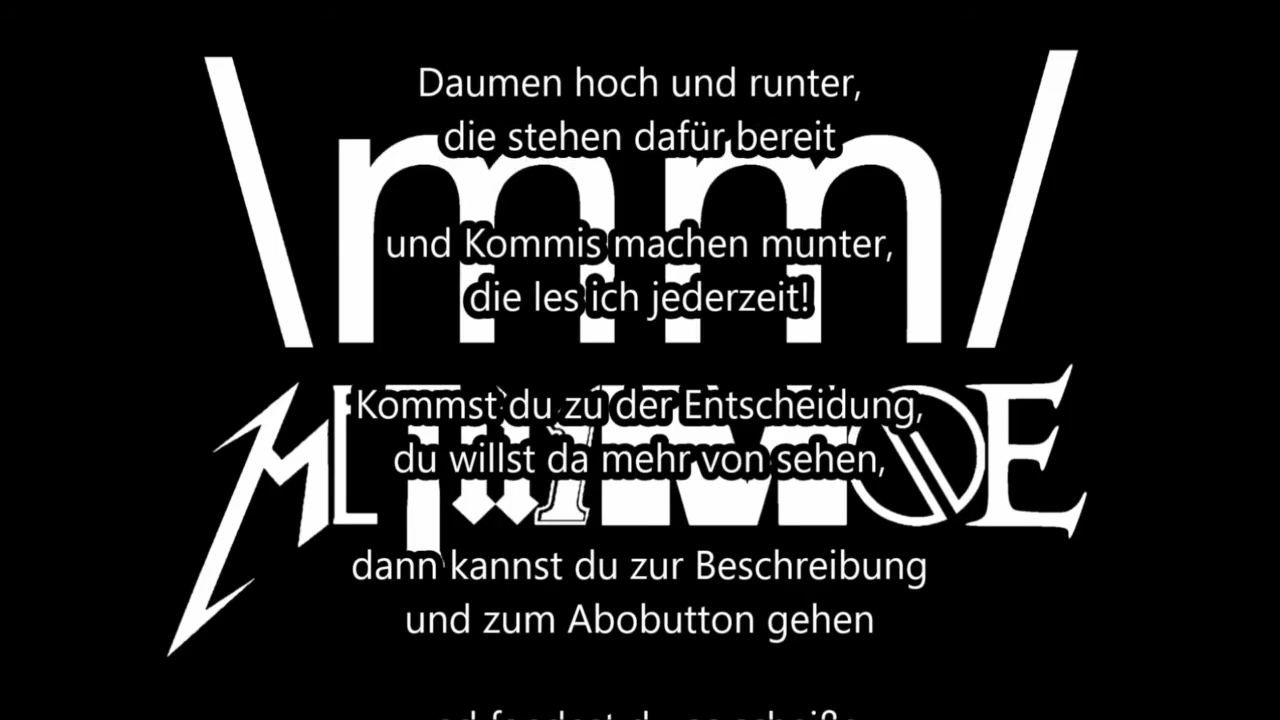 Daumen hoch und runter,
die stehen dafür bereit
\mm/
und Kommis machen munter,
die les ich jederzeit!
Kommst du zu der Entscheidung,
du willst da mehr von sehen,
dann kannst du zur Beschreibung
und zum Abobutton gehen